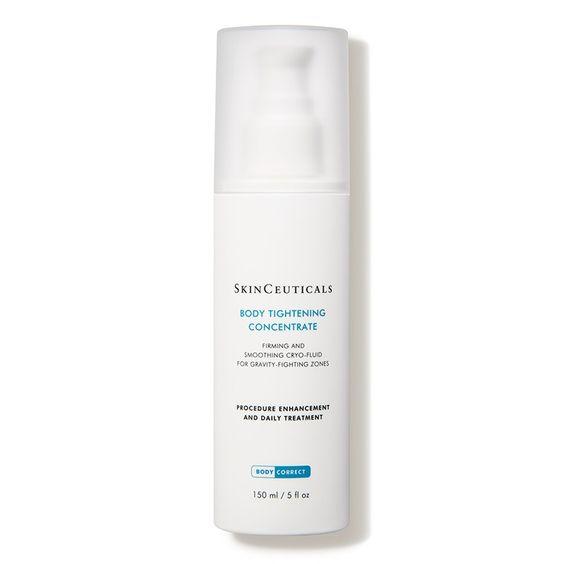 SKINCEUTICALS
BODY TIGHTENING
CONCENTRATE
FIRMING AND
SMOOTHING CRYO-FLUID
FOR GRAVITY-FIGHTING ZONES
PROCEDURE ENHANCEMENT
AND DAILY TREATMENT
BODY CORRECT
150 ml / 5 fl oz